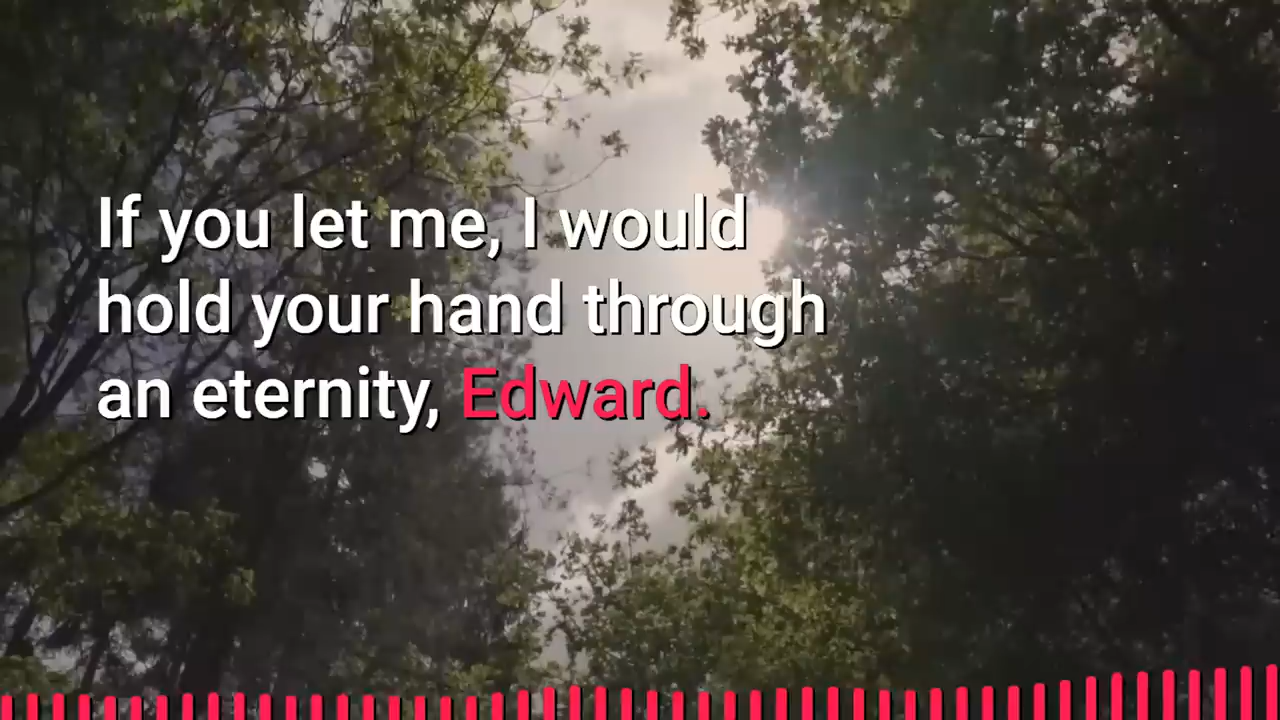 If you let me, I would
hold your hand through
an eternity, Edward.